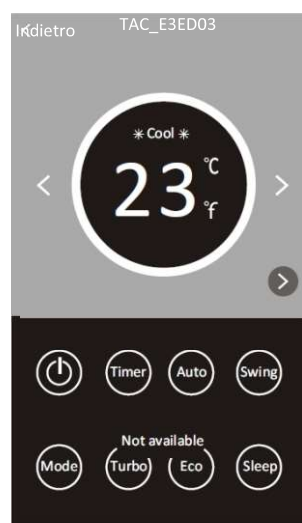 Indietro TAC_E3ED03
Cool
23 ℃
℉
Timer Auto Swing
Not available
Mode Turbo Eco Sleep